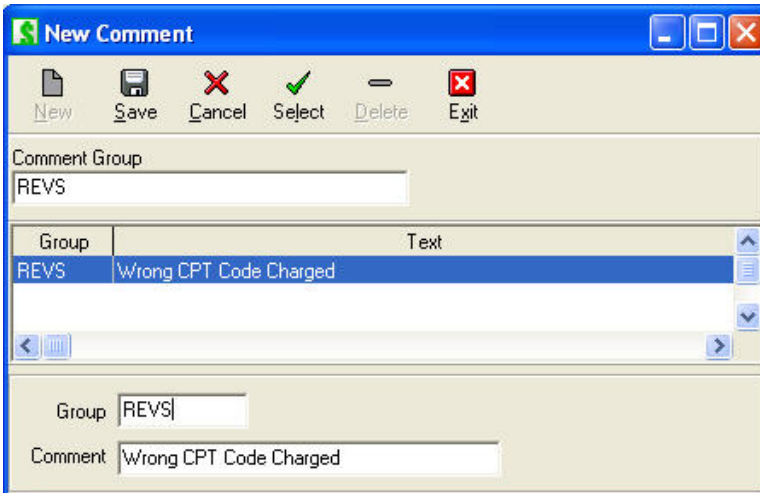 New Comment
New Save Cancel Select Delete Exit
Comment Group
REVS
Group Text
REVS Wrong CPT Code Charged
Group REVS
Comment Wrong CPT Code Charged